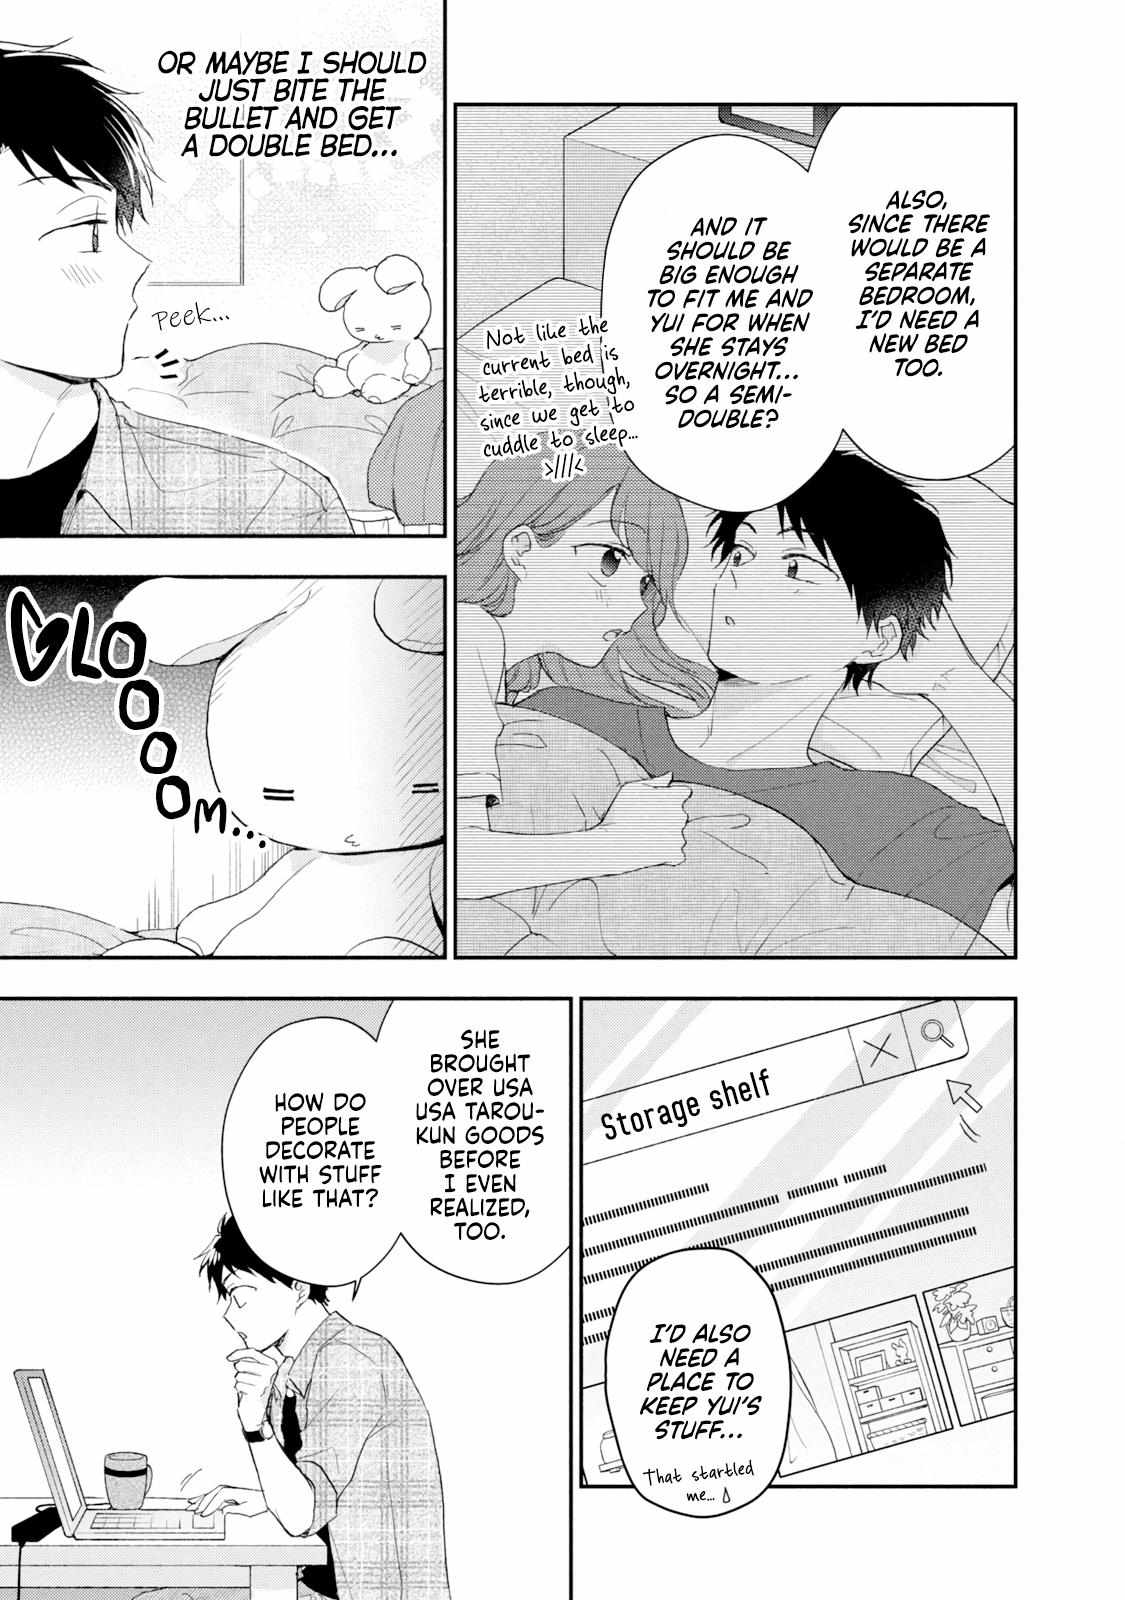 ALSO,
SINCE THERE
WOULD BE A
SEPARATE
BEDROOM,
I'D NEED A
NEW BED
TOO.
AND IT
SHOULD BE
BIG ENOUGH
TO FIT ME AND
YUI FOR WHEN
SHE STAYS
OVERNIGHT...
SO A SEMI-
DOUBLE?
Not like the
current bed is
terrible, though,
since we get to
cuddle to sleep...
>///<
OR MAYBE I SHOULD
JUST BITE THE
BULLET AND GET
A DOUBLE BED...
Peek...
GLOOOOM...
Storage shelf
I'D ALSO
NEED A
PLACE TO
KEEP YUI'S
STUFF...
That startled
me...
SHE
BROUGHT
OVER USA
USA TAROU-
KUN GOODS
BEFORE
I EVEN
REALIZED,
TOO.
HOW DO
PEOPLE
DECORATE
WITH STUFF
LIKE THAT?